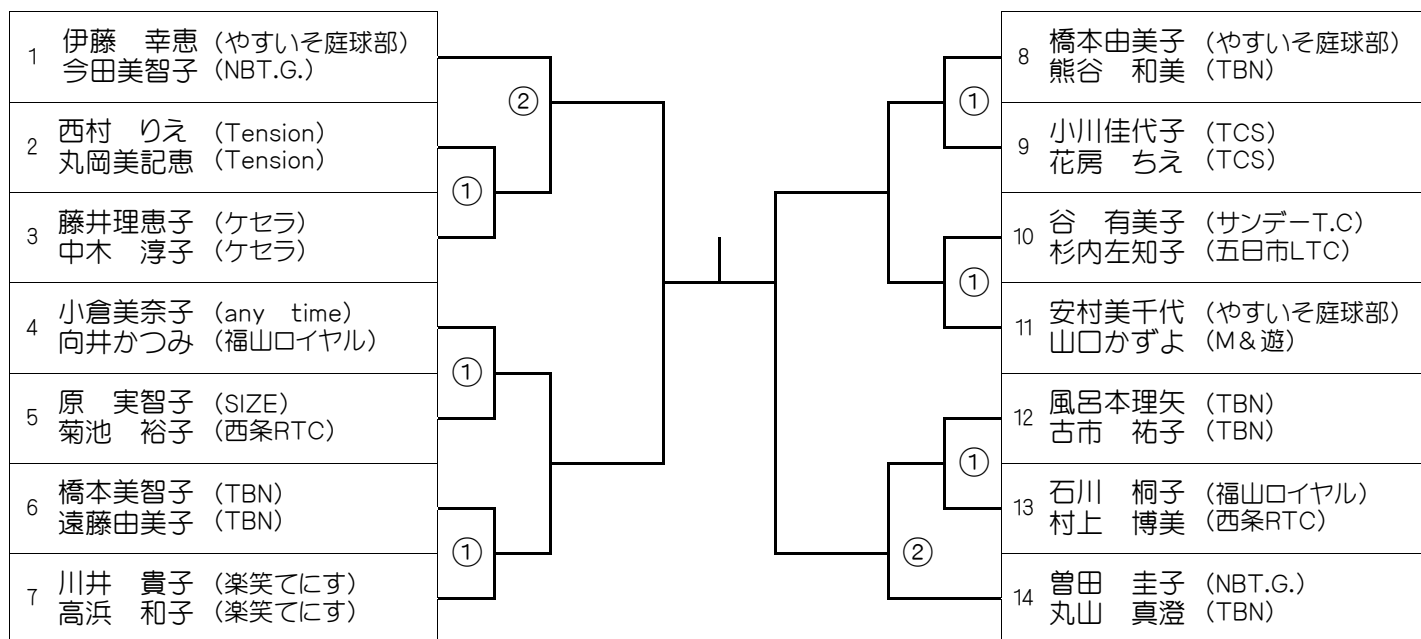 1 伊藤　幸恵 (やすいそ庭球部)
今田美智子 (NBT.G.)
②
2 西村　りえ (Tension)
丸岡美記恵 (Tension)
①
3 藤井理恵子 (ケセラ)
中木　淳子 (ケセラ)
4 小倉美奈子 (any　time)
向井かつみ (福山ロイヤル)
①
5 原　実智子 (SIZE)
菊池　裕子 (西条RTC)
6 橋本美智子 (TBN)
遠藤由美子 (TBN)
①
7 川井　貴子 (楽笑てにす)
高浜　和子 (楽笑てにす)
8 橋本由美子 (やすいそ庭球部)
熊谷　和美 (TBN)
①
9 小川佳代子 (TCS)
花房　ちえ (TCS)
10 谷　有美子 (サンデーT.C)
杉内左知子 (五日市LTC)
①
11 安村美千代 (やすいそ庭球部)
山口かずよ (M＆遊)
12 風呂本理矢 (TBN)
古市　祐子 (TBN)
①
13 石川　桐子 (福山ロイヤル)
村上　博美 (西条RTC)
②
14 曽田　圭子 (NBT.G.)
丸山　真澄 (TBN)